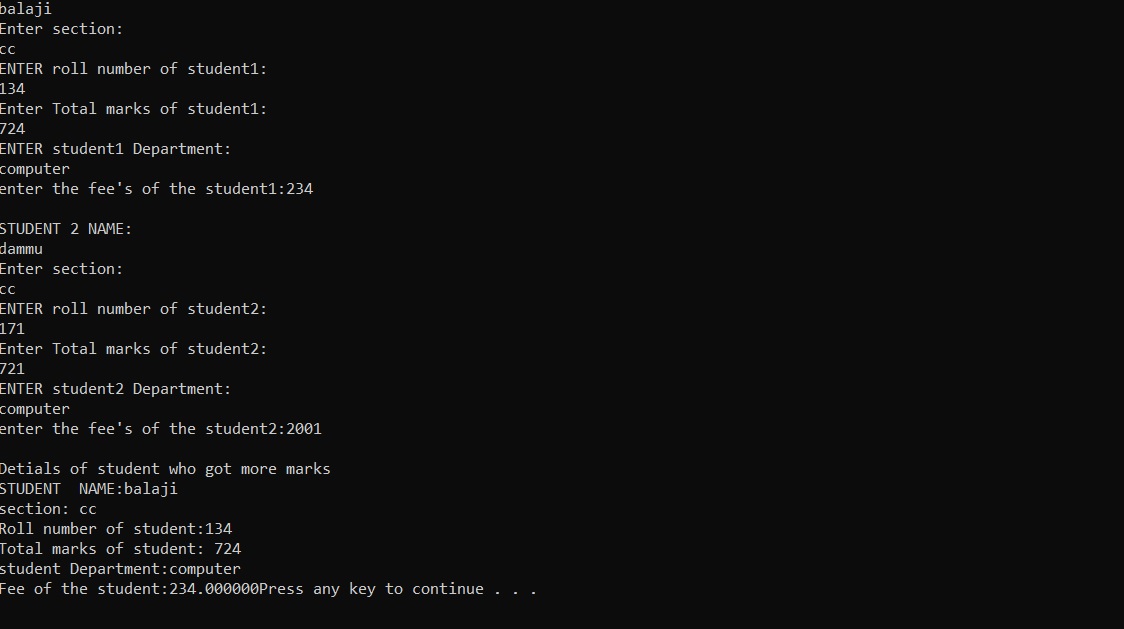 balaji
Enter section:
cc
ENTER roll number of student1:
134
Enter Total marks of student1:
724
ENTER student1 Department:
computer
enter the fee's of the student1:234
STUDENT 2 NAME:
dammu
Enter section:
cc
ENTER roll number of student2:
171
Enter Total marks of student2:
721
ENTER student2 Department:
computer
enter the fee's of the student2:2001
Detials of student who got more marks
STUDENT  NAME:balaji
section: cc
Roll number of student:134
Total marks of student: 724
student Department:computer
Fee of the student:234.000000Press any key to continue . . .